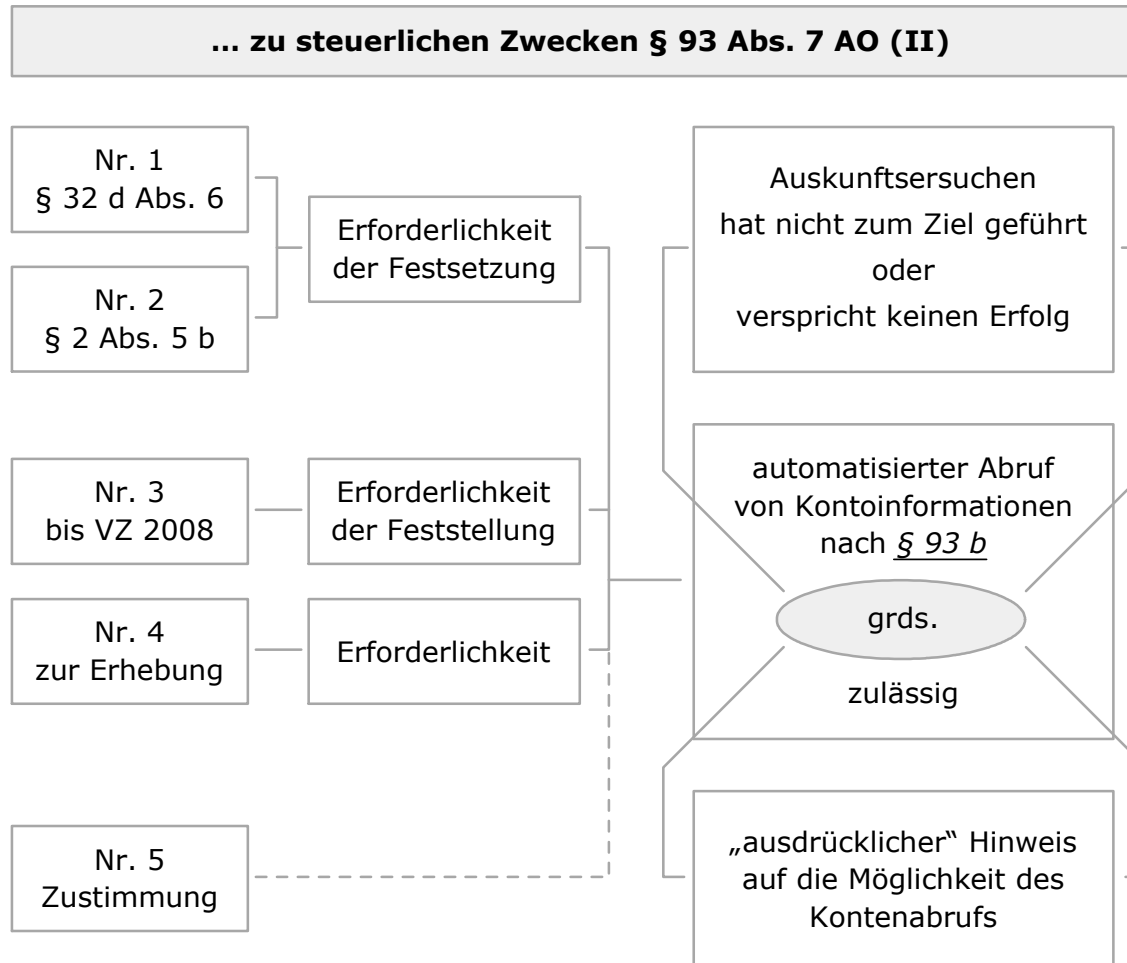 ... zu steuerlichen Zwecken § 93 Abs. 7 AO (II)
Nr. 1
§ 32 d Abs. 6
Nr. 2
§ 2 Abs. 5 b
Erforderlichkeit
der Festsetzung
Nr. 3
bis VZ 2008
Erforderlichkeit
der Feststellung
Nr. 4
zur Erhebung
Erforderlichkeit
Nr. 5
Zustimmung
Auskunftsersuchen
hat nicht zum Ziel geführt
oder
verspricht keinen Erfolg
automatisierter Abruf
von Kontoinformationen
nach § 93 b
grds.
zulässig
„ausdrücklicher“ Hinweis
auf die Möglichkeit des
Kontenabrufs